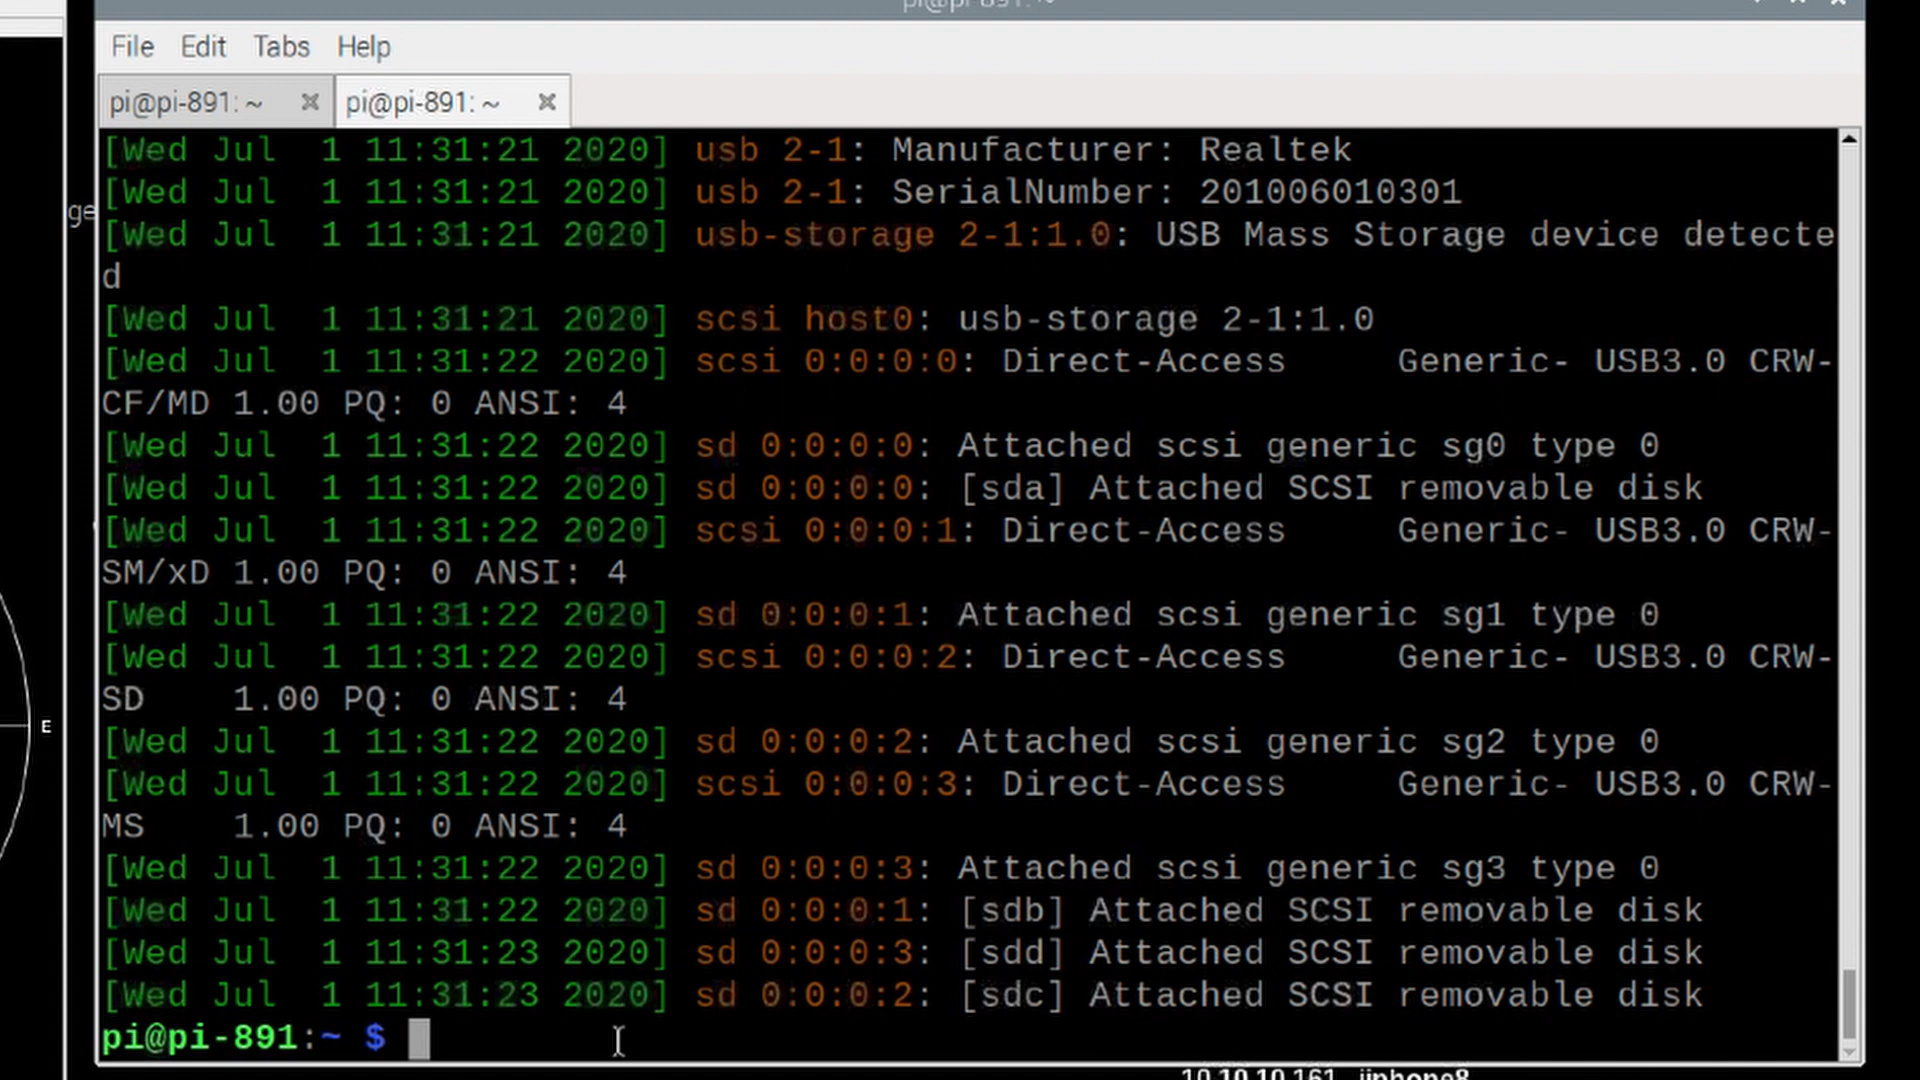 pi@pi-891: ~
File Edit Tabs Help
pi@pi-891: ~ pi@pi-891: ~
[Wed Jul  1 11:31:21 2020] usb 2-1: Manufacturer: Realtek
[Wed Jul  1 11:31:21 2020] usb 2-1: SerialNumber: 201006010301
ge
[Wed Jul  1 11:31:21 2020] usb-storage 2-1:1.0: USB Mass Storage device detecte
d
[Wed Jul  1 11:31:21 2020] scsi host0: usb-storage 2-1:1.0
[Wed Jul  1 11:31:22 2020] scsi 0:0:0:0: Direct-Access     Generic- USB3.0 CRW-
CF/MD 1.00 PQ: 0 ANSI: 4
[Wed Jul  1 11:31:22 2020] sd 0:0:0:0: Attached scsi generic sg0 type 0
[Wed Jul  1 11:31:22 2020] sd 0:0:0:0: [sda] Attached SCSI removable disk
[Wed Jul  1 11:31:22 2020] scsi 0:0:0:1: Direct-Access     Generic- USB3.0 CRW-
SM/xD 1.00 PQ: 0 ANSI: 4
[Wed Jul  1 11:31:22 2020] sd 0:0:0:1: Attached scsi generic sg1 type 0
[Wed Jul  1 11:31:22 2020] scsi 0:0:0:2: Direct-Access     Generic- USB3.0 CRW-
SD    1.00 PQ: 0 ANSI: 4
E
[Wed Jul  1 11:31:22 2020] sd 0:0:0:2: Attached scsi generic sg2 type 0
[Wed Jul  1 11:31:22 2020] scsi 0:0:0:3: Direct-Access     Generic- USB3.0 CRW-
MS    1.00 PQ: 0 ANSI: 4
[Wed Jul  1 11:31:22 2020] sd 0:0:0:3: Attached scsi generic sg3 type 0
[Wed Jul  1 11:31:22 2020] sd 0:0:0:1: [sdb] Attached SCSI removable disk
[Wed Jul  1 11:31:23 2020] sd 0:0:0:3: [sdd] Attached SCSI removable disk
[Wed Jul  1 11:31:23 2020] sd 0:0:0:2: [sdc] Attached SCSI removable disk
pi@pi-891:~ $
10.10.10.161 iiphone8